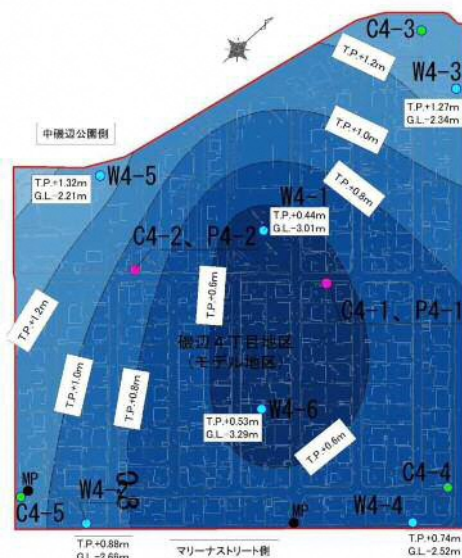 C4-3
T.P.+1.2m
W4-3
T.P.+1.27m
G.L.-2.34m
中磯辺公園側
T.P.+1.0m
W4-5
T.P.+1.32m
G.L.-2.21m
T.P.+0.8m
W4-1
T.P.+0.44m
G.L.-3.01m
C4-2、P4-2
T.P.+0.6m
C4-1、P4-1
T.P.+1.2m
磯辺4丁目地区
(モデル地区)
T.P.+1.0m
T.P.+0.8m
W4-6
T.P.+0.53m
G.L.-3.29m
T.P.+0.6m
MP
C4-5
W4-2
C4-4
MP
W4-4
T.P.+0.88m
マリーナストリート側
T.P.+0.74m
G.L.-2.52m